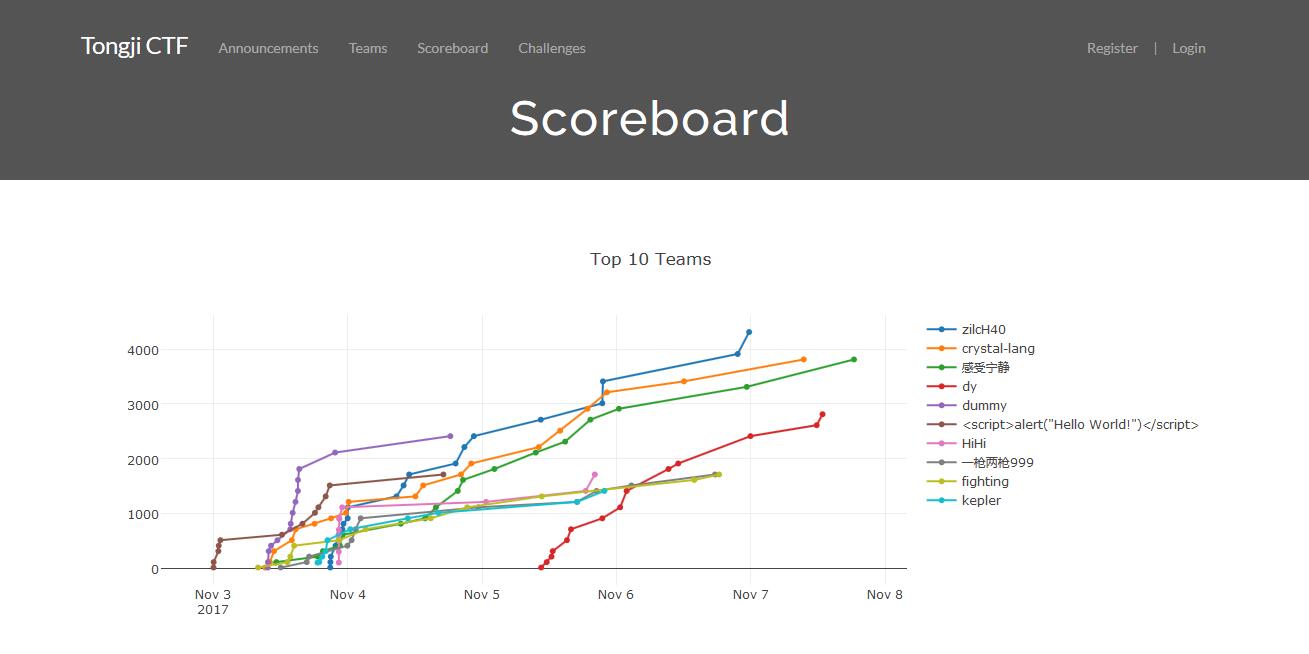 Tongji CTF Announcements Teams Scoreboard Challenges Register | Login
Scoreboard
Top 10 Teams
4000
3000
2000
1000
0
Nov 3 Nov 4 Nov 5 Nov 6 Nov 7 Nov 8
2017
zilcH40
crystal-lang
感受宁静
dy
dummy
<script>alert("Hello World!")</script>
HiHi
一枪两枪999
fighting
kepler